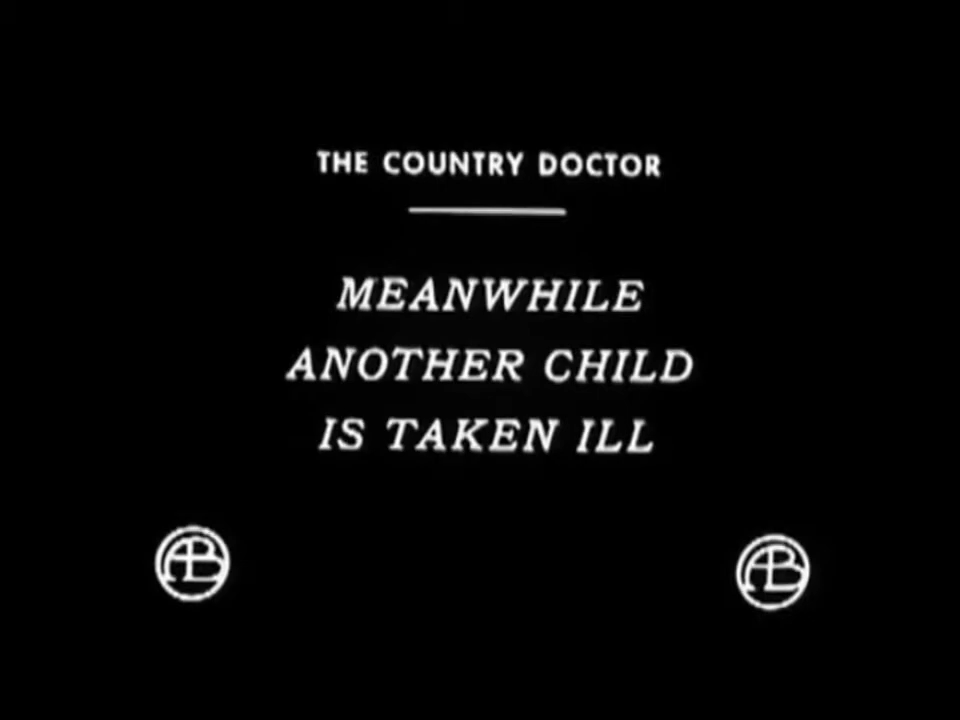 THE COUNTRY DOCTOR
MEANWHILE
ANOTHER CHILD
IS TAKEN ILL
AB AB